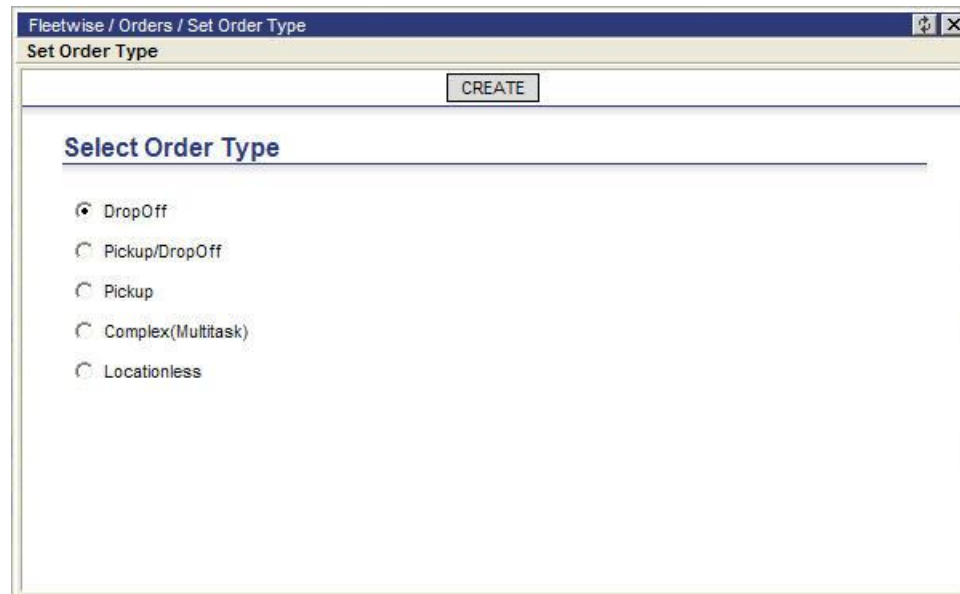 Fleetwise / Orders / Set Order Type
Set Order Type
CREATE
Select Order Type
DropOff
Pickup/DropOff
Pickup
Complex(Multitask)
Locationless